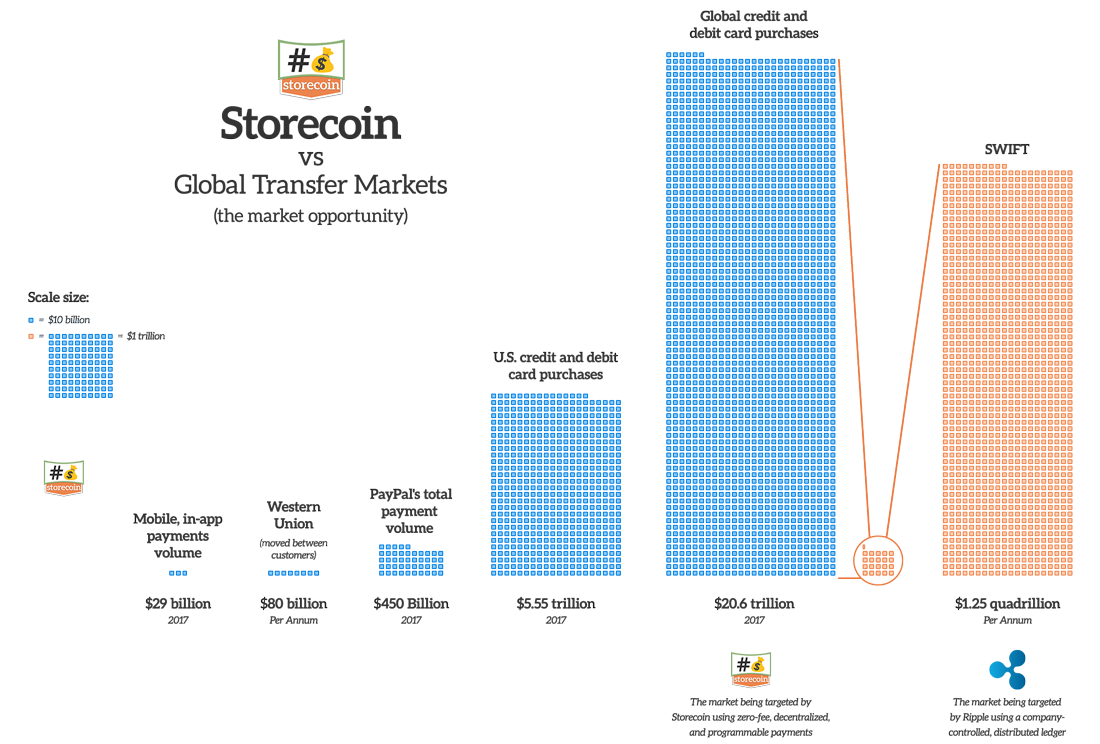 #
storecoin
Storecoin
VS
Global Transfer Markets
(the market opportunity)
Global credit and
debit card purchases
SWIFT
Scale size:
= $10 billion
= = $1 trillion
U.S. credit and debit
card purchases
#
storecoin
Mobile, in-app
payments
volume
Western
Union
(moved between
customers)
PayPal's total
payment
volume
$29 billion
2017
$80 billion
Per Annum
$450 Billion
2017
$5.55 trillion
2017
$20.6 trillion
2017
$1.25 quadrillion
Per Annum
#
storecoin
The market being targeted by
Storecoin using zero-fee, decentralized,
and programmable payments
The market being targeted
by Ripple using a company-
controlled, distributed ledger